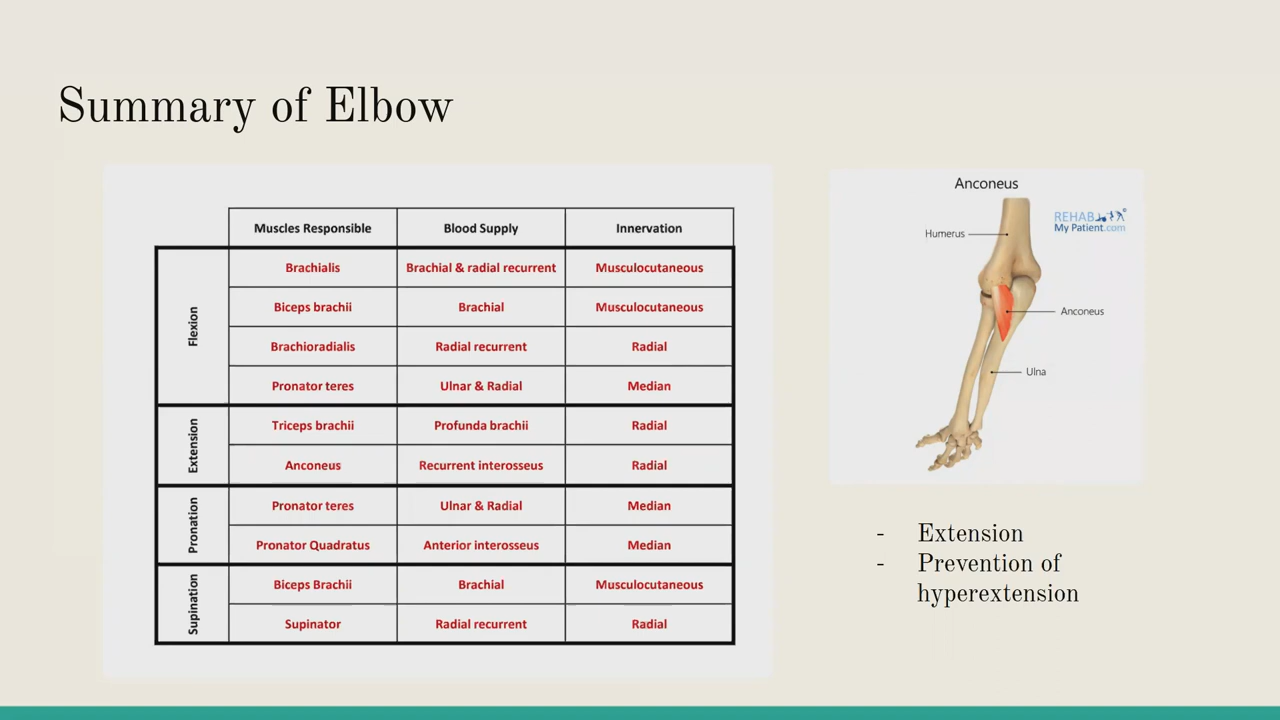 Summary of Elbow
Muscles Responsible Blood Supply Innervation
Flexion
Brachialis Brachial & radial recurrent Musculocutaneous
Biceps brachii Brachial Musculocutaneous
Brachioradialis Radial recurrent Radial
Pronator teres Ulnar & Radial Median
Extension
Triceps brachii Profunda brachii Radial
Anconeus Recurrent interosseus Radial
Pronation
Pronator teres Ulnar & Radial Median
Pronator Quadratus Anterior interosseus Median
Supination
Biceps Brachii Brachial Musculocutaneous
Supinator Radial recurrent Radial
Anconeus
REHAB
My Patient.com
Humerus
Anconeus
Ulna
- Extension
- Prevention of
hyperextension